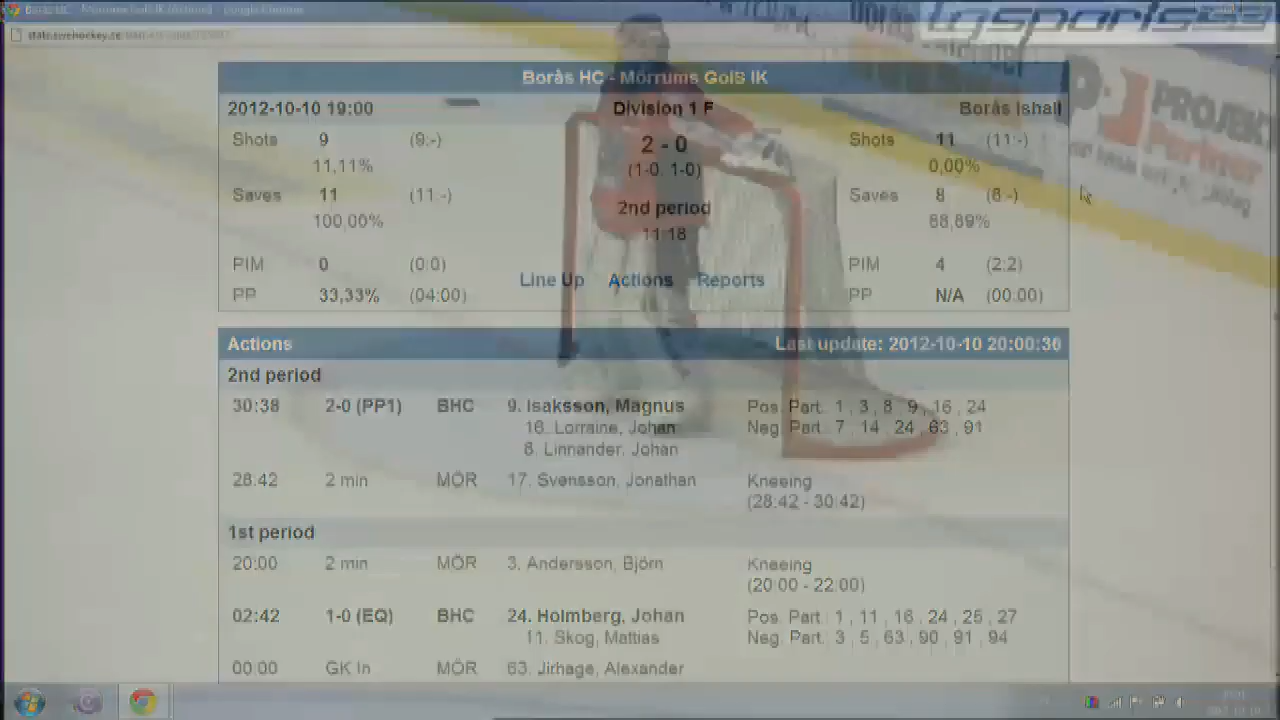 tgsports53
stats.swehockey.se
Borås HC - Mörrums GoIS IK
2012-10-10 19:00 Division 1 F Borås Ishall
Shots 9 (9:-) 2 - 0 Shots 11 (11:-)
11,11% (1-0, 1-0) 0,00%
Saves 11 (11:-) 2nd period Saves 8 (8:-)
100,00% 11:18 88,89%
PIM 0 (0:0) Line Up Actions Reports PIM 4 (2:2)
PP 33,33% (04:00) PP N/A (00:00)
PROJEKT
Partner
Actions Last update: 2012-10-10 20:00:36
2nd period
30:38 2-0 (PP1) BHC 9. Isaksson, Magnus Pos. Part. 1 , 3 , 8 , 9 , 16 , 24
16. Lorraine, Johan Neg. Part. 7 , 14 , 24 , 63 , 91
8. Linnander, Johan
28:42 2 min MÖR 17. Svensson, Jonathan Kneeing
(28:42 - 30:42)
1st period
20:00 2 min MÖR 3. Andersson, Björn Kneeing
(20:00 - 22:00)
02:42 1-0 (EQ) BHC 24. Holmberg, Johan Pos. Part. 1 , 11 , 16 , 24 , 25 , 27
11. Skog, Mattias Neg. Part. 3 , 5 , 63 , 90 , 91 , 94
00:00 GK In MÖR 63. Jirhage, Alexander